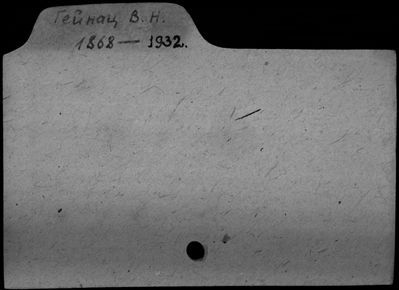 Гейнац В. Н.
1868 — 1932.